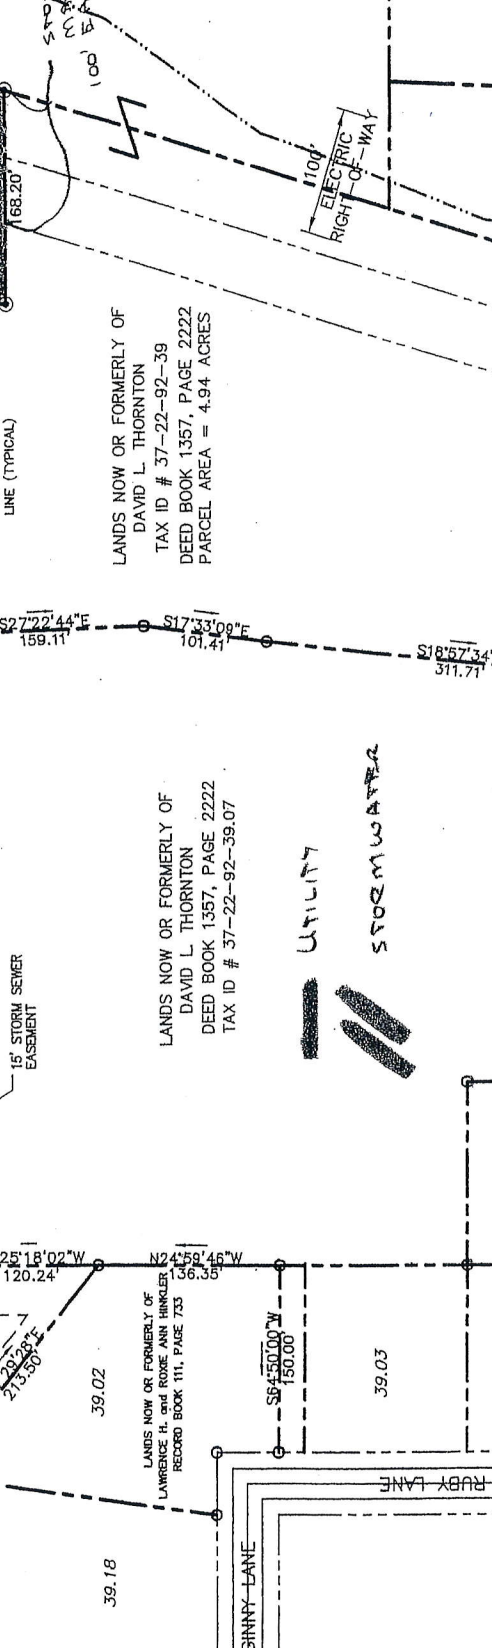 100'
168.20'
100'
ELECTRIC
RIGHT-OF-WAY
LINE (TYPICAL)
LANDS NOW OR FORMERLY OF
DAVID L. THORNTON
TAX ID # 37-22-92-39
DEED BOOK 1357, PAGE 2222
PARCEL AREA = 4.94 ACRES
S27°22'44"E
159.11'
S17°33'09"E
101.41'
S18°57'34"
311.71'
LANDS NOW OR FORMERLY OF
DAVID L. THORNTON
DEED BOOK 1357, PAGE 2222
TAX ID # 37-22-92-39.07
UTILITY
STORMWATER
15' STORM SEWER
EASEMENT
25°18'02"W
120.24'
N24°59'46"W
136.35'
29'28"E
213.50'
39.02
LANDS NOW OR FORMERLY OF
LAWRENCE H. and ROXIE ANN HINKLER
RECORD BOOK 111, PAGE 733
S64°50'00"W
150.00'
39.03
RUBY LANE
39.18
GINNY LANE